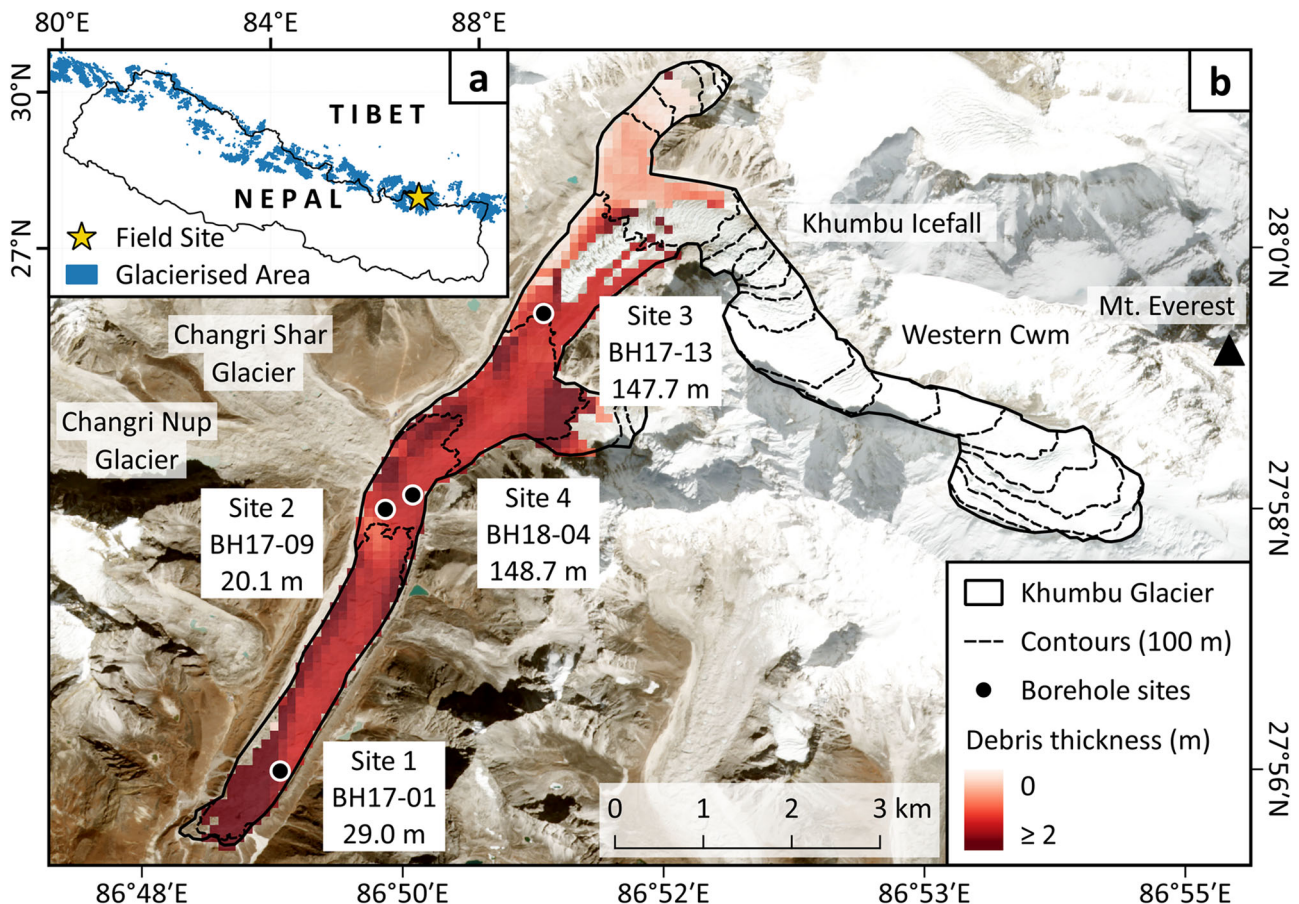 80°E
84°E
88°E
30°N
27°N
a
TIBET
NEPAL
Field Site
Glacierised Area
b
Khumbu Icefall
Mt. Everest
Western Cwm
Changri Shar
Glacier
Changri Nup
Glacier
Site 3
BH17-13
147.7 m
Site 2
BH17-09
20.1 m
Site 4
BH18-04
148.7 m
Site 1
BH17-01
29.0 m
0 1 2 3 km
Khumbu Glacier
Contours (100 m)
Borehole sites
Debris thickness (m)
0
≥ 2
28°0′N
27°58′N
27°56′N
86°48′E
86°50′E
86°52′E
86°53′E
86°55′E